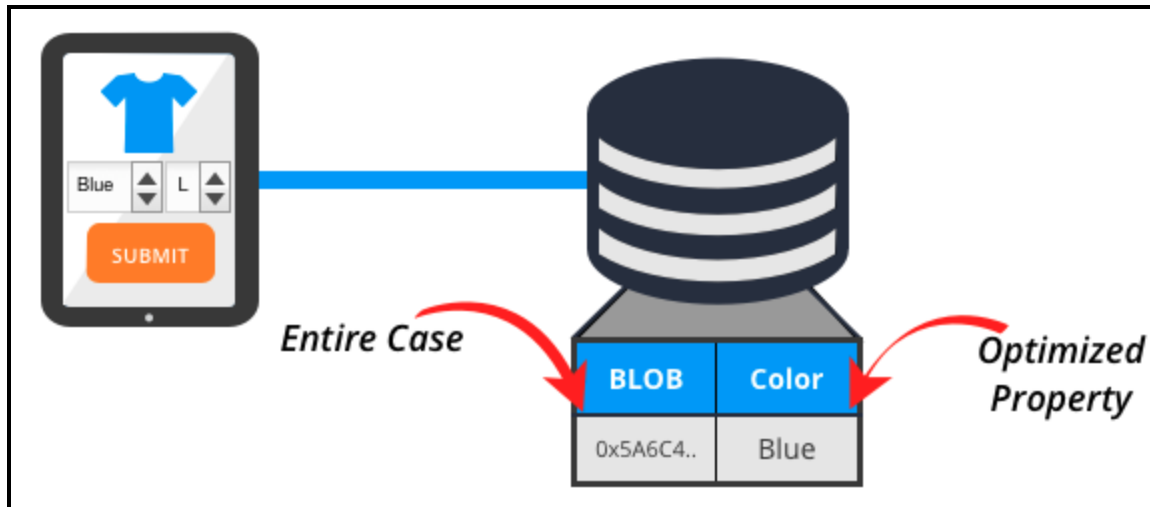 Blue L
SUBMIT
Entire Case
Optimized
Property
BLOB Color
0x5A6C4.. Blue